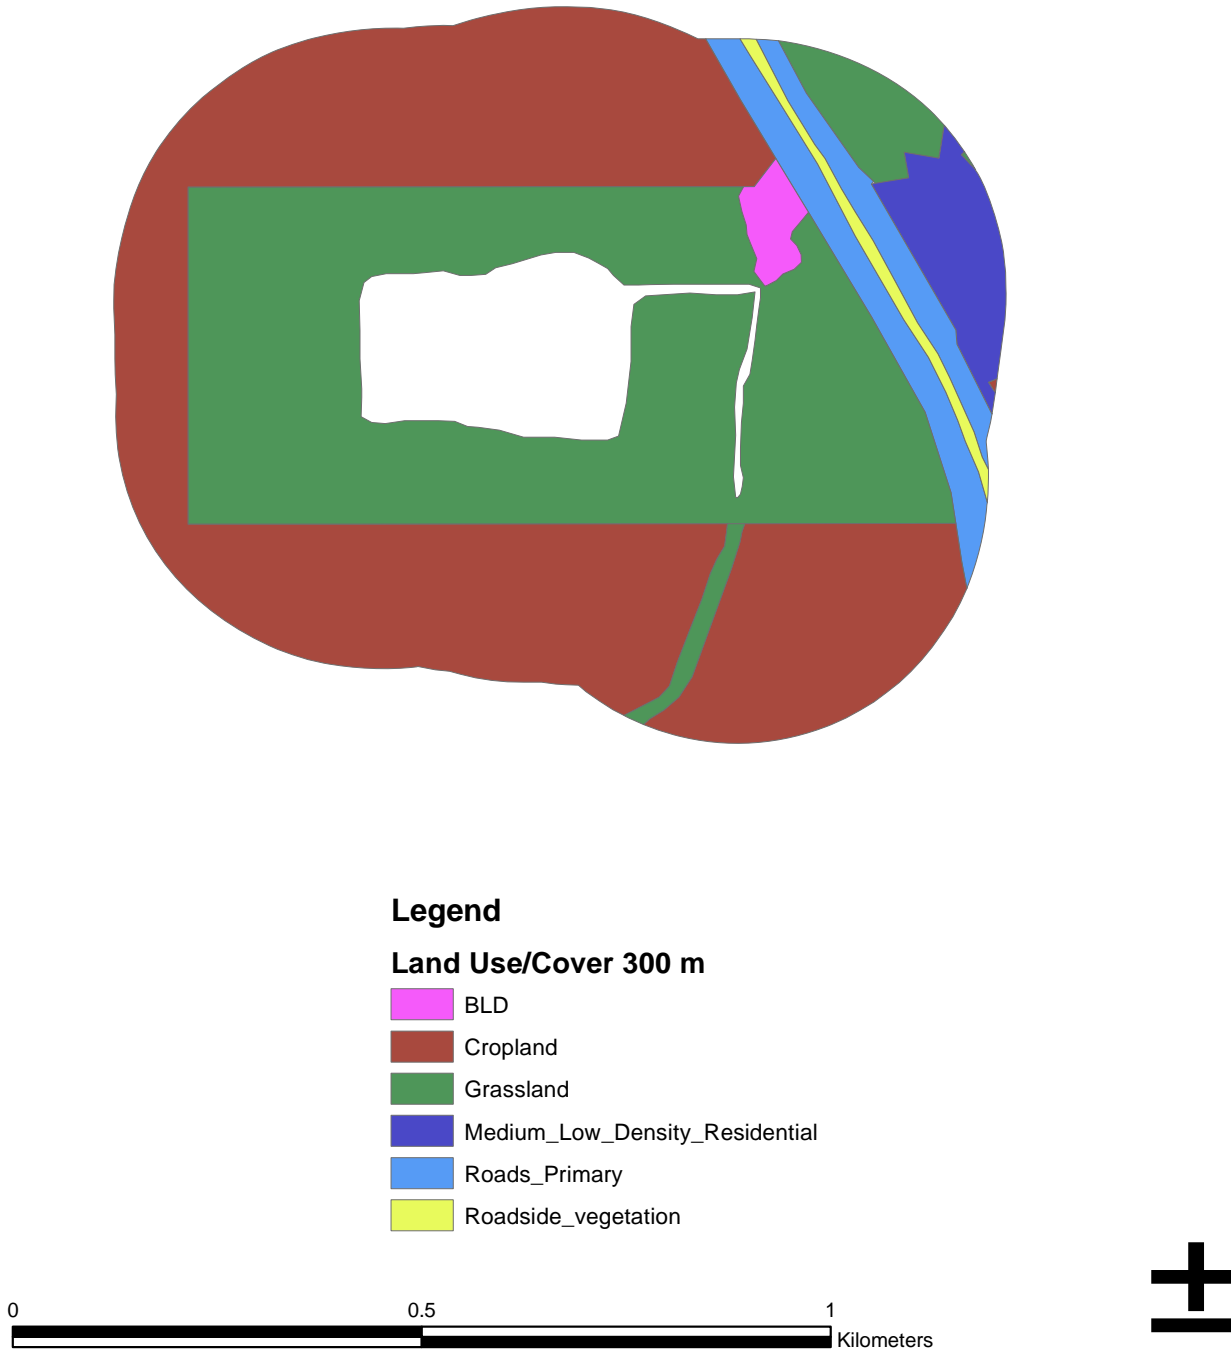 Legend
Land Use/Cover 300 m
BLD
Cropland
Grassland
Medium_Low_Density_Residential
Roads_Primary
Roadside_vegetation
0 0.5 1
Kilometers
±